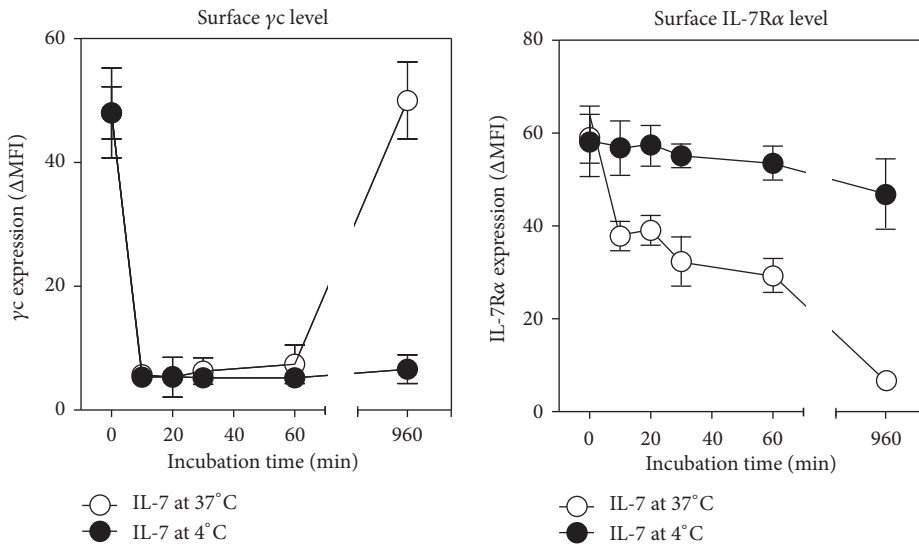 Surface γc level
γc expression (ΔMFI)
60
40
20
0
0 20 40 60 960
Incubation time (min)
IL-7 at 37°C
IL-7 at 4°C
Surface IL-7Rα level
IL-7Rα expression (ΔMFI)
80
60
40
20
0
0 20 40 60 960
Incubation time (min)
IL-7 at 37°C
IL-7 at 4°C